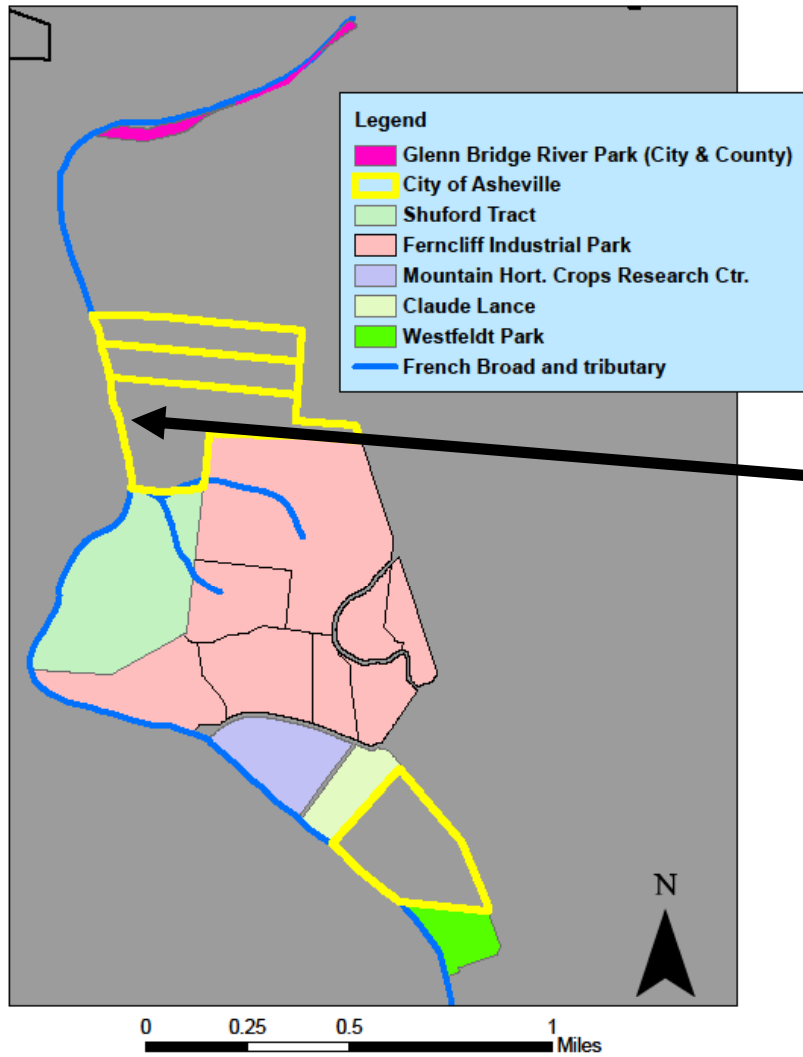 Legend
Glenn Bridge River Park (City & County)
City of Asheville
Shuford Tract
Ferncliff Industrial Park
Mountain Hort. Crops Research Ctr.
Claude Lance
Westfeldt Park
French Broad and tributary
N
0 0.25 0.5 1
Miles